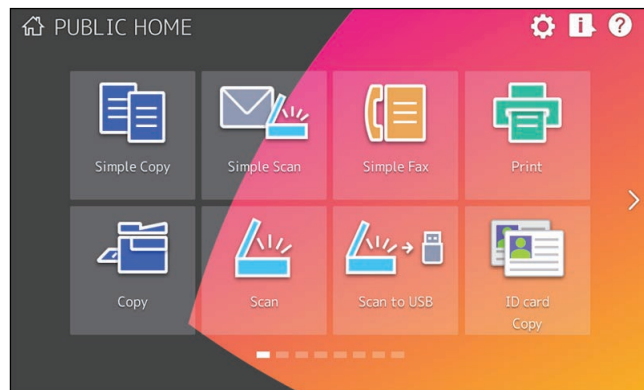 PUBLIC HOME
Simple Copy
Simple Scan
Simple Fax
Print
Copy
Scan
Scan to USB
ID card
Copy